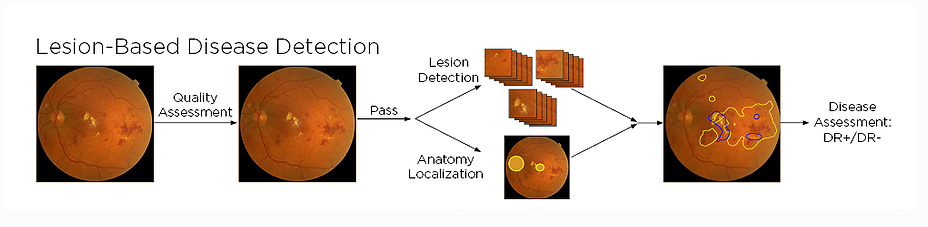 Lesion-Based Disease Detection
Quality
Assessment
Pass
Lesion
Detection
Anatomy
Localization
Disease
Assessment:
DR+/DR-